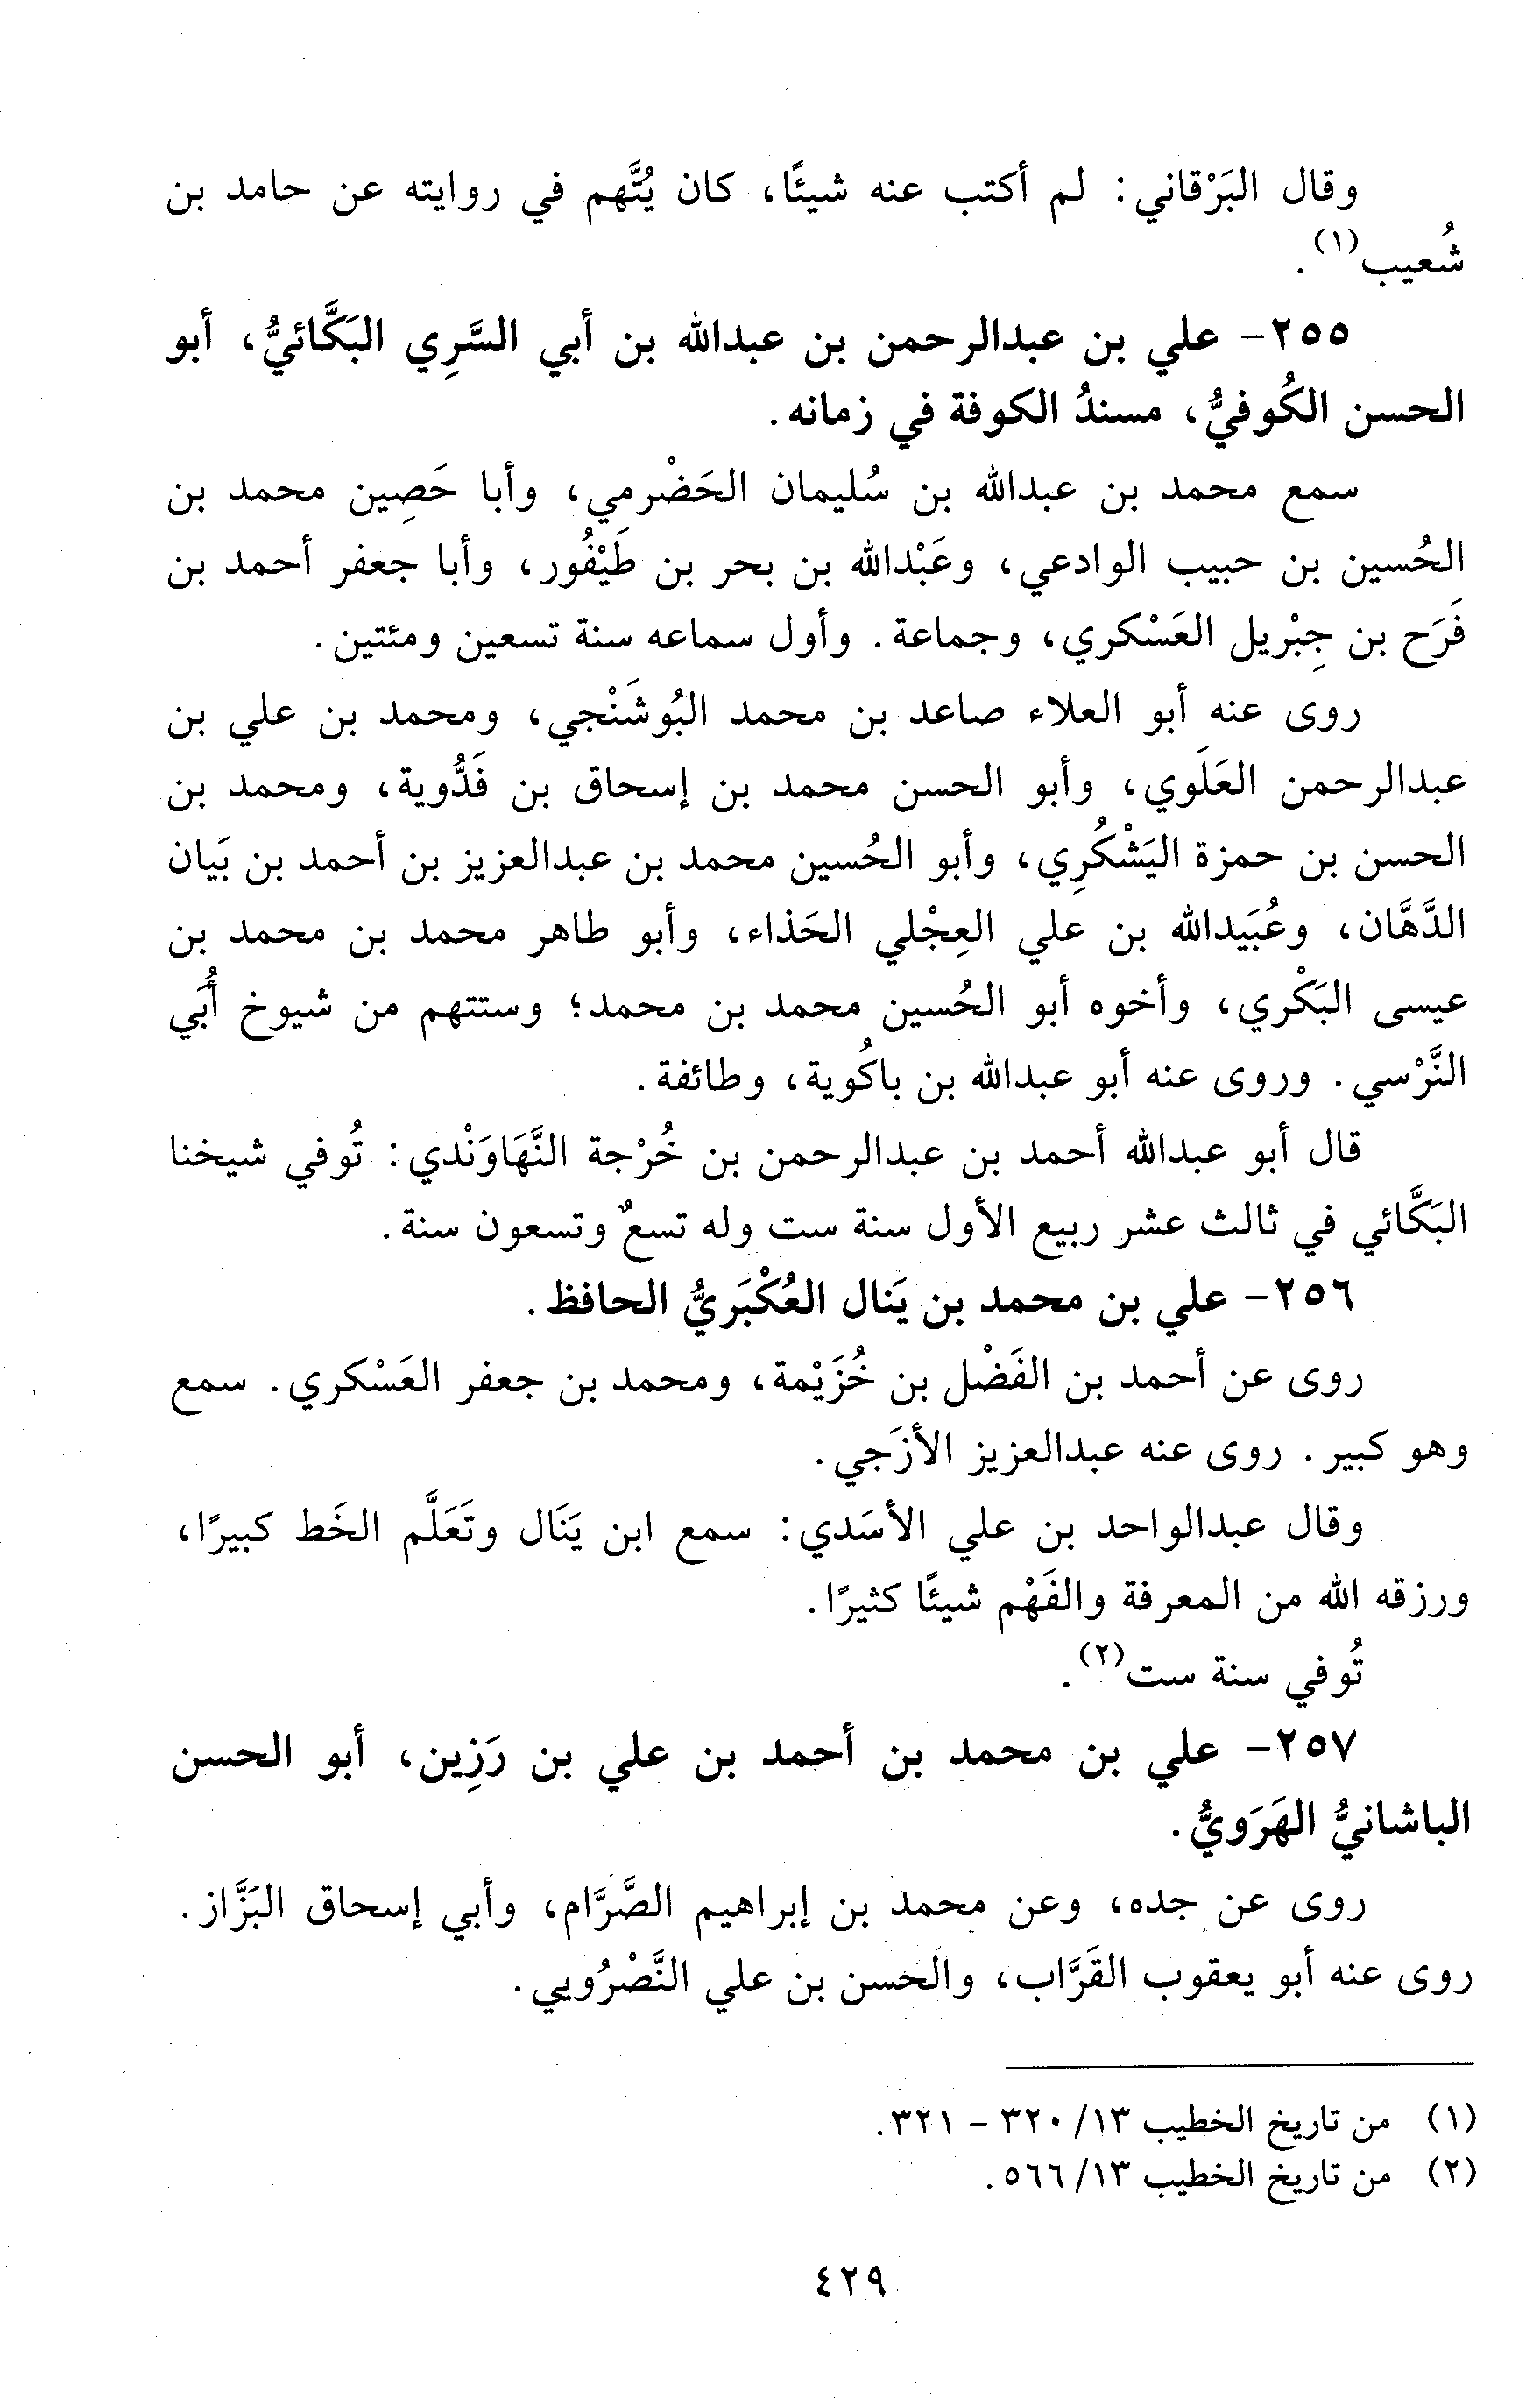 وقال البَرْقاني: لم أكتب عنه شيئًا، كان يُتَّهم في روايته عن حامد بن
شُعيب(١).
٢٥٥- علي بن عبدالرحمن بن عبدالله بن أبي السَّرِي البَكَّائيُّ، أبو
الحسن الكُوفيُّ، مسندُ الكوفة في زمانه.
سمع محمد بن عبدالله بن سُليمان الحَضْرمي، وأبا حَصِين محمد بن
الحُسين بن حبيب الوادعي، وعَبْدالله بن بحر بن طَيْفُور، وأبا جعفر أحمد بن
فَرَح بن جِبْريل العَسْكري، وجماعة. وأول سماعه سنة تسعين ومئتين.
روى عنه أبو العلاء صاعد بن محمد البُوشَنْجي، ومحمد بن علي بن
عبدالرحمن العَلَوي، وأبو الحسن محمد بن إسحاق بن فَدُّوية، ومحمد بن
الحسن بن حمزة اليَشْكُرِي، وأبو الحُسين محمد بن عبدالعزيز بن أحمد بن بَيان
الدَّهَّان، وعُبَيدالله بن علي العِجْلي الحَذاء، وأبو طاهر محمد بن محمد بن
عيسى البَكْري، وأخوه أبو الحُسين محمد بن محمد؛ وستتهم من شيوخ أُبَي
النَّرْسي. وروى عنه أبو عبدالله بن باكُوية، وطائفة.
قال أبو عبدالله أحمد بن عبدالرحمن بن خُرْجة النَّهَاوَنْدي: تُوفي شيخنا
البَكَّائي في ثالث عشر ربيع الأول سنة ست وله تسعٌ وتسعون سنة.
٢٥٦- علي بن محمد بن يَنال العُكْبَريُّ الحافظ.
روى عن أحمد بن الفَضْل بن خُزَيْمة، ومحمد بن جعفر العَسْكري. سمع
وهو كبير. روى عنه عبدالعزيز الأزَجي.
وقال عبدالواحد بن علي الأسَدي: سمع ابن يَنَال وتَعَلَّم الخَط كبيرًا،
ورزقه الله من المعرفة والفَهْم شيئًا كثيرًا.
تُوفي سنة ست(٢).
٢٥٧- علي بن محمد بن أحمد بن علي بن رَزِين، أبو الحسن
الباشانيُّ الهَرَويُّ.
روى عن جده، وعن محمد بن إبراهيم الصَّرَّام، وأبي إسحاق البَزَّاز.
روى عنه أبو يعقوب القَرَّاب، والحسن بن علي النَّصْرُويي.
(١) من تاريخ الخطيب ١٣/ ٣٢٠ - ٣٢١.
(٢) من تاريخ الخطيب ١٣/ ٥٦٦.
٤٢٩